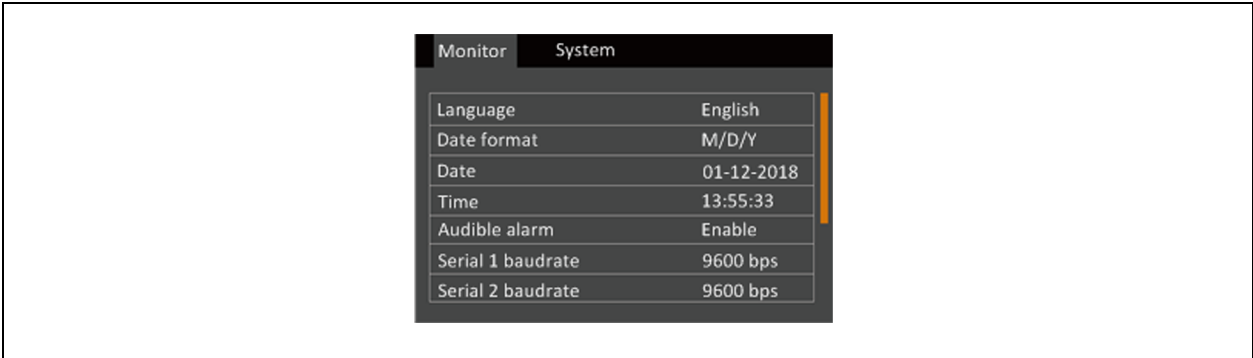 Monitor System
Language English
Date format M/D/Y
Date 01-12-2018
Time 13:55:33
Audible alarm Enable
Serial 1 baudrate 9600 bps
Serial 2 baudrate 9600 bps